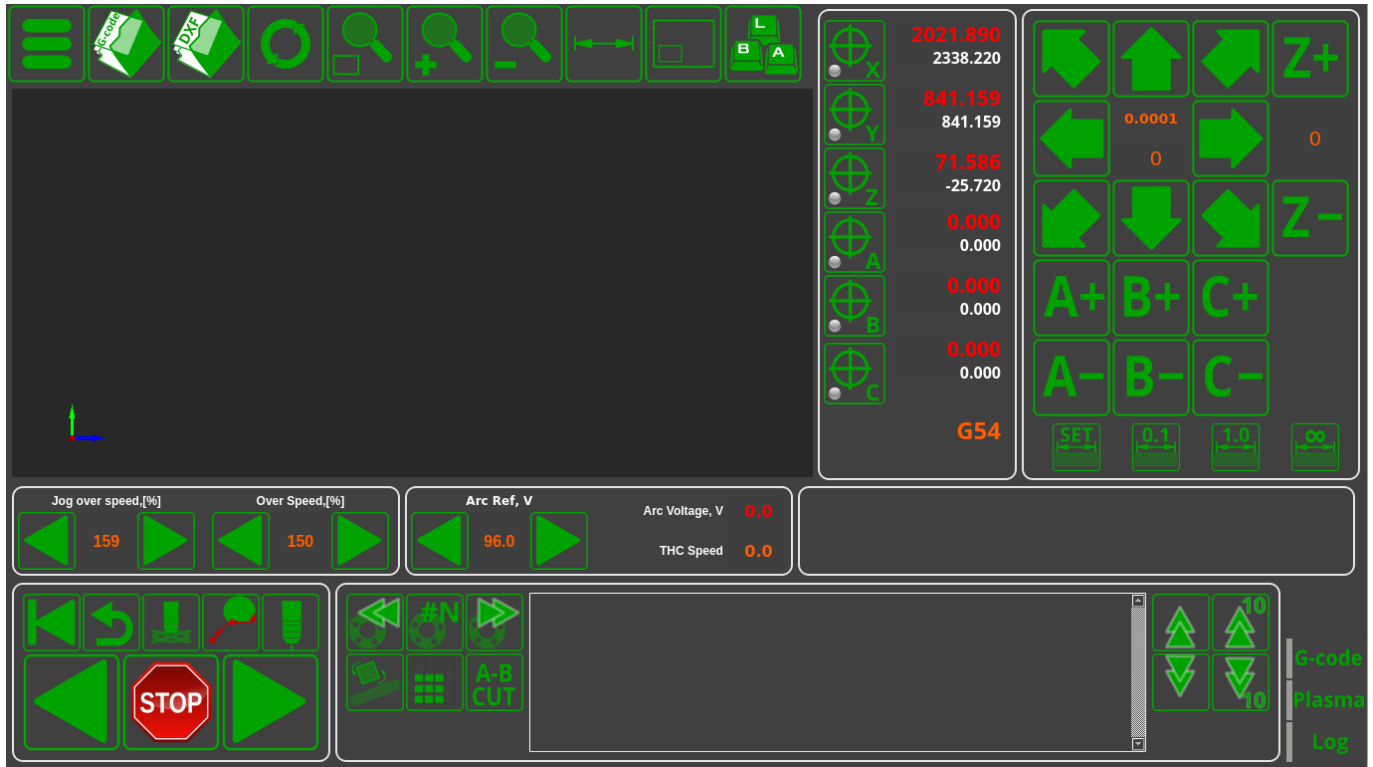 G-code
DXF
L
B A
X
2021.890
2338.220
Y
841.159
841.159
Z
71.586
-25.720
A
0.000
0.000
B
0.000
0.000
C
0.000
0.000
G54
Z+
0.0001
0
0
Z-
A+ B+ C+
A- B- C-
SET 0.1 1.0 ∞
Jog over speed,[%]
159
Over Speed,[%]
150
Arc Ref, V
96.0
Arc Voltage, V 0.0
THC Speed 0.0
STOP
#N
A-B
CUT
10
10
G-code
Plasma
Log